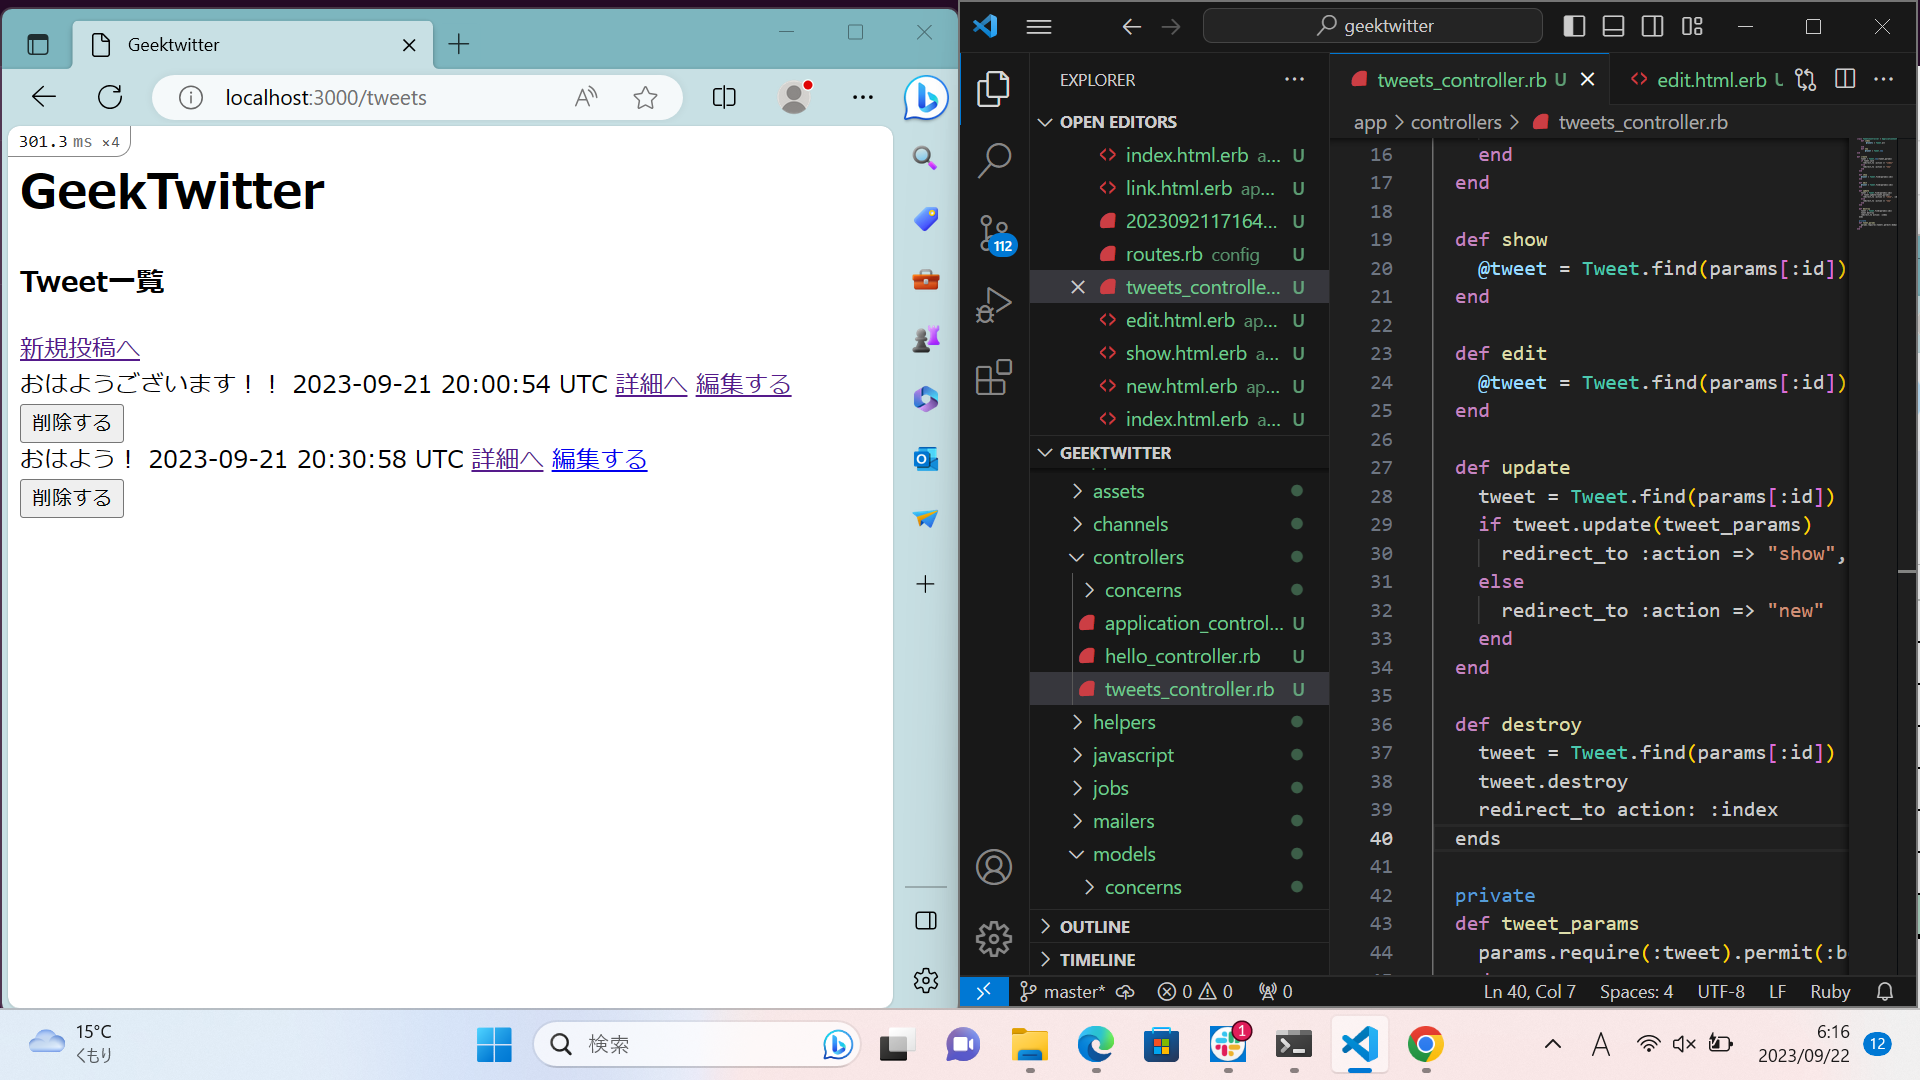 Geektwitter
localhost:3000/tweets
301.3 ms ×4
GeekTwitter
Tweet一覧
新規投稿へ
おはようございます！！ 2023-09-21 20:00:54 UTC 詳細へ 編集する
削除する
おはよう！ 2023-09-21 20:30:58 UTC 詳細へ 編集する
削除する
geektwitter
EXPLORER
OPEN EDITORS
index.html.erb a... U
link.html.erb ap... U
2023092117164... U
routes.rb config U
tweets_controlle... U
edit.html.erb ap... U
show.html.erb a... U
new.html.erb ap... U
index.html.erb a... U
GEEKTWITTER
assets
channels
controllers
concerns
application_control... U
hello_controller.rb U
tweets_controller.rb U
helpers
javascript
jobs
mailers
models
concerns
OUTLINE
TIMELINE
112
tweets_controller.rb U
edit.html.erb U
app > controllers > tweets_controller.rb
16 end
17 end
18
19 def show
20 @tweet = Tweet.find(params[:id])
21 end
22
23 def edit
24 @tweet = Tweet.find(params[:id])
25 end
26
27 def update
28 tweet = Tweet.find(params[:id])
29 if tweet.update(tweet_params)
30 redirect_to :action => "show",
31 else
32 redirect_to :action => "new"
33 end
34 end
35
36 def destroy
37 tweet = Tweet.find(params[:id])
38 tweet.destroy
39 redirect_to action: :index
40 ends
41
42 private
43 def tweet_params
44 params.require(:tweet).permit(:b
master* 0 0 0
Ln 40, Col 7 Spaces: 4 UTF-8 LF Ruby
15°C
くもり
検索
1
A
6:16
2023/09/22
12